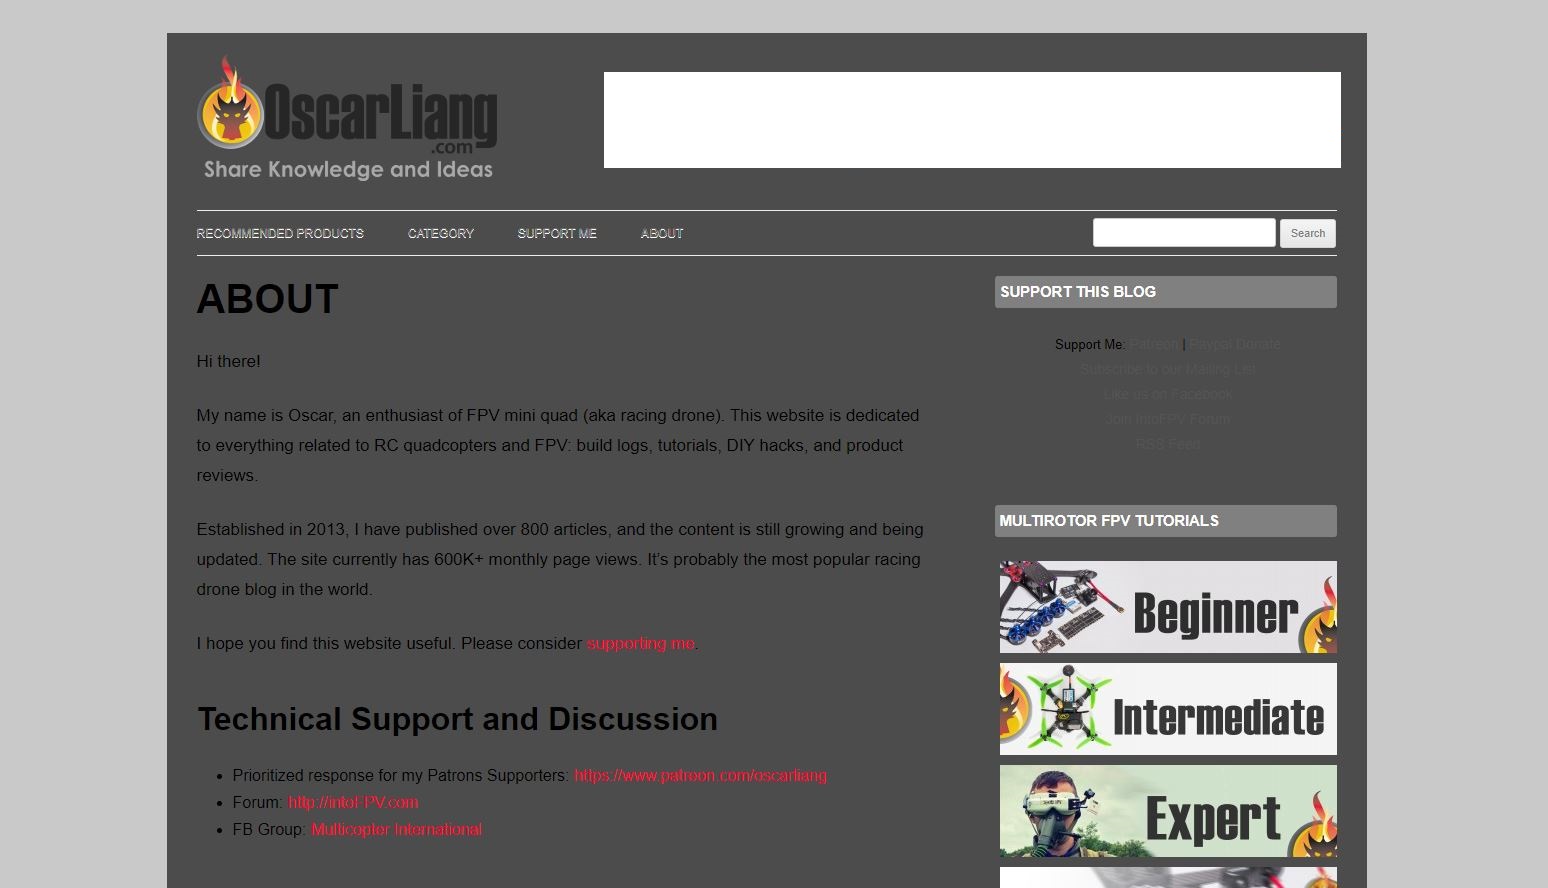 OscarLiang
.com
Share Knowledge and Ideas
RECOMMENDED PRODUCTS CATEGORY SUPPORT ME ABOUT Search
ABOUT
Hi there!
My name is Oscar, an enthusiast of FPV mini quad (aka racing drone). This website is dedicated
to everything related to RC quadcopters and FPV: build logs, tutorials, DIY hacks, and product
reviews.
Established in 2013, I have published over 800 articles, and the content is still growing and being
updated. The site currently has 600K+ monthly page views. It’s probably the most popular racing
drone blog in the world.
I hope you find this website useful. Please consider supporting me.
Technical Support and Discussion
• Prioritized response for my Patrons Supporters: https://www.patreon.com/oscarliang
• Forum: http://intoFPV.com
• FB Group: Multicopter International
SUPPORT THIS BLOG
Support Me: Patreon | Paypal Donate
Subscribe to our Mailing List
Like us on Facebook
Join IntoFPV Forum
RSS Feed
MULTIROTOR FPV TUTORIALS
Beginner
Intermediate
Expert